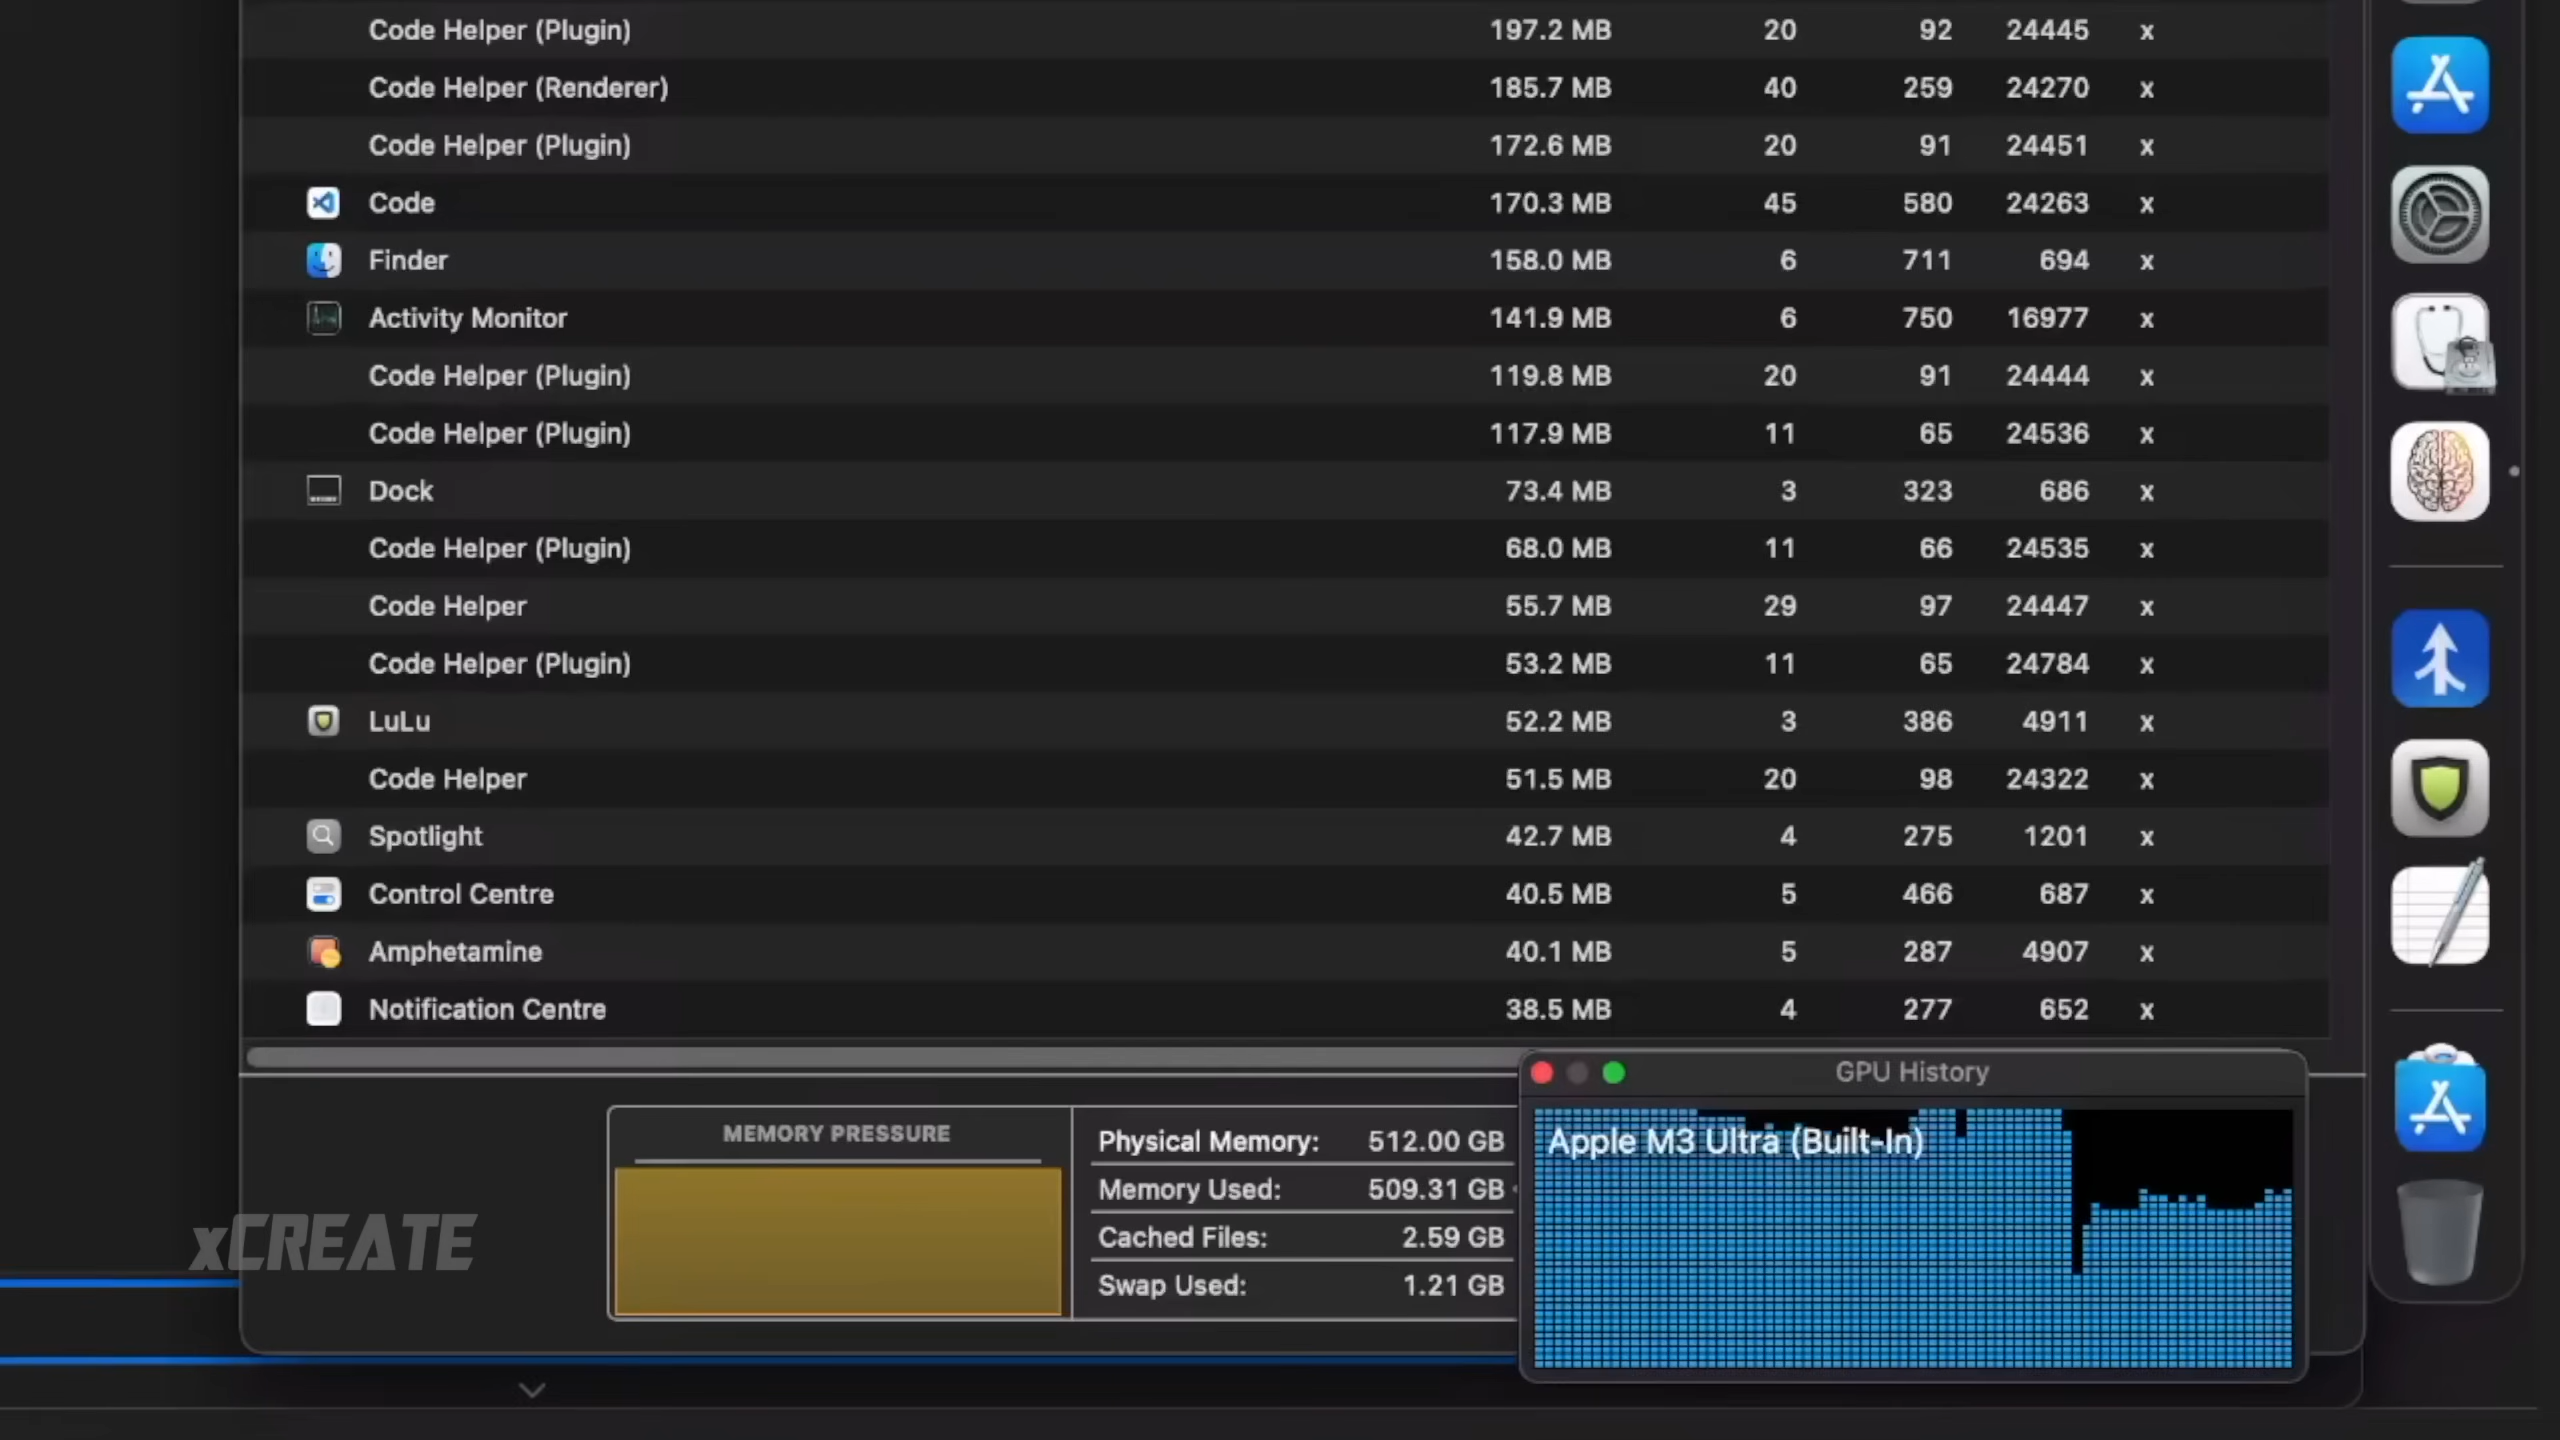 Code Helper (Plugin) 197.2 MB 20 92 24445 x
Code Helper (Renderer) 185.7 MB 40 259 24270 x
Code Helper (Plugin) 172.6 MB 20 91 24451 x
Code 170.3 MB 45 580 24263 x
Finder 158.0 MB 6 711 694 x
Activity Monitor 141.9 MB 6 750 16977 x
Code Helper (Plugin) 119.8 MB 20 91 24444 x
Code Helper (Plugin) 117.9 MB 11 65 24536 x
Dock 73.4 MB 3 323 686 x
Code Helper (Plugin) 68.0 MB 11 66 24535 x
Code Helper 55.7 MB 29 97 24447 x
Code Helper (Plugin) 53.2 MB 11 65 24784 x
LuLu 52.2 MB 3 386 4911 x
Code Helper 51.5 MB 20 98 24322 x
Spotlight 42.7 MB 4 275 1201 x
Control Centre 40.5 MB 5 466 687 x
Amphetamine 40.1 MB 5 287 4907 x
Notification Centre 38.5 MB 4 277 652 x
MEMORY PRESSURE
Physical Memory: 512.00 GB
Memory Used: 509.31 GB
Cached Files: 2.59 GB
Swap Used: 1.21 GB
GPU History
Apple M3 Ultra (Built-In)
xCREATE